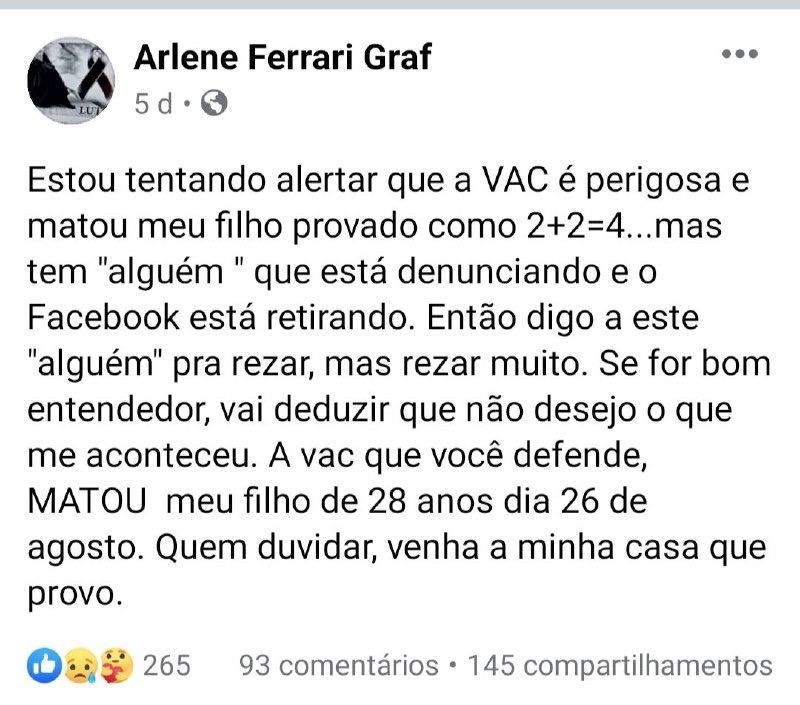 Arlene Ferrari Graf
5 d
LUT
Estou tentando alertar que a VAC é perigosa e
matou meu filho provado como 2+2=4...mas
tem "alguém " que está denunciando e o
Facebook está retirando. Então digo a este
"alguém" pra rezar, mas rezar muito. Se for bom
entendedor, vai deduzir que não desejo o que
me aconteceu. A vac que você defende,
MATOU  meu filho de 28 anos dia 26 de
agosto. Quem duvidar, venha a minha casa que
provo.
265 93 comentários • 145 compartilhamentos